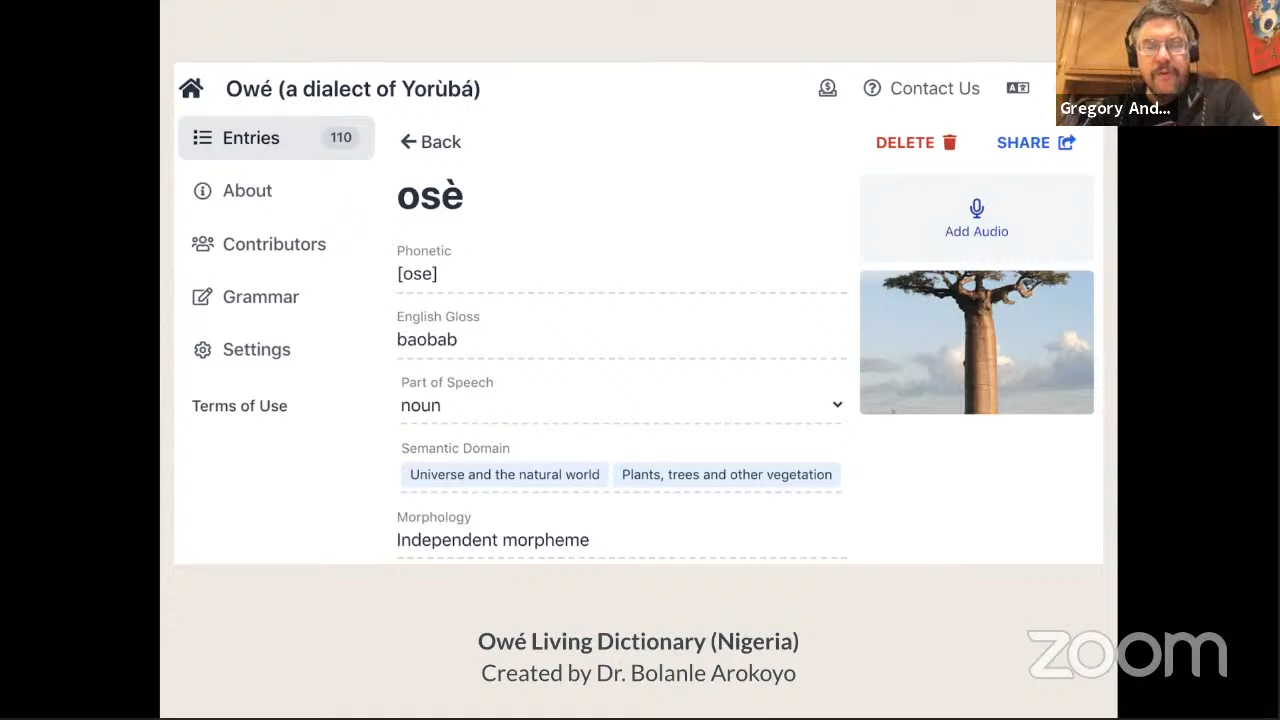 Owé (a dialect of Yorùbá)
Contact Us
Gregory And...
Entries 110
Back
DELETE
SHARE
About
osè
Add Audio
Contributors
Phonetic
[ose]
Grammar
English Gloss
baobab
Settings
Part of Speech
noun
Terms of Use
Semantic Domain
Universe and the natural world
Plants, trees and other vegetation
Morphology
Independent morpheme
Owé Living Dictionary (Nigeria)
Created by Dr. Bolanle Arokoyo
zoom